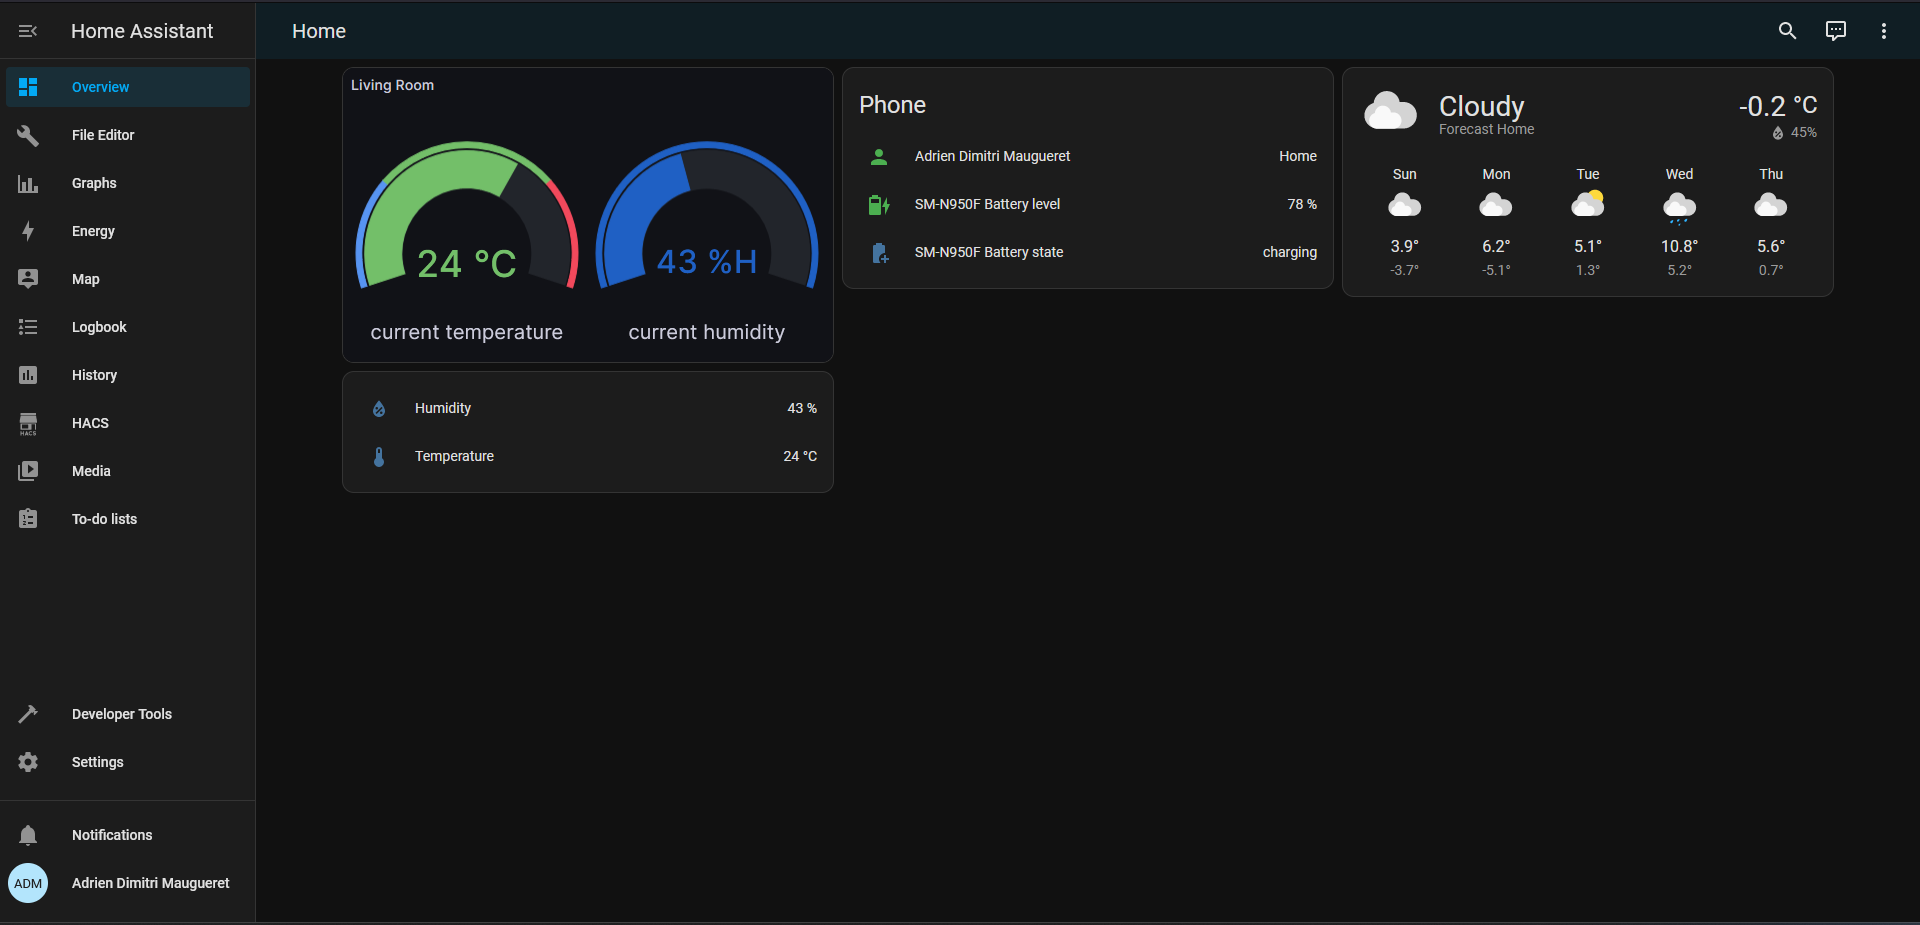 Home Assistant
Overview
File Editor
Graphs
Energy
Map
Logbook
History
HACS
HACS
Media
To-do lists
Developer Tools
Settings
Notifications
ADM Adrien Dimitri Maugueret
Home
Living Room
24 °C
43 %H
current temperature
current humidity
Humidity 43 %
Temperature 24 °C
Phone
Adrien Dimitri Maugueret Home
SM-N950F Battery level 78 %
SM-N950F Battery state charging
Cloudy -0.2 °C
Forecast Home 45%
Sun Mon Tue Wed Thu
3.9° 6.2° 5.1° 10.8° 5.6°
-3.7° -5.1° 1.3° 5.2° 0.7°